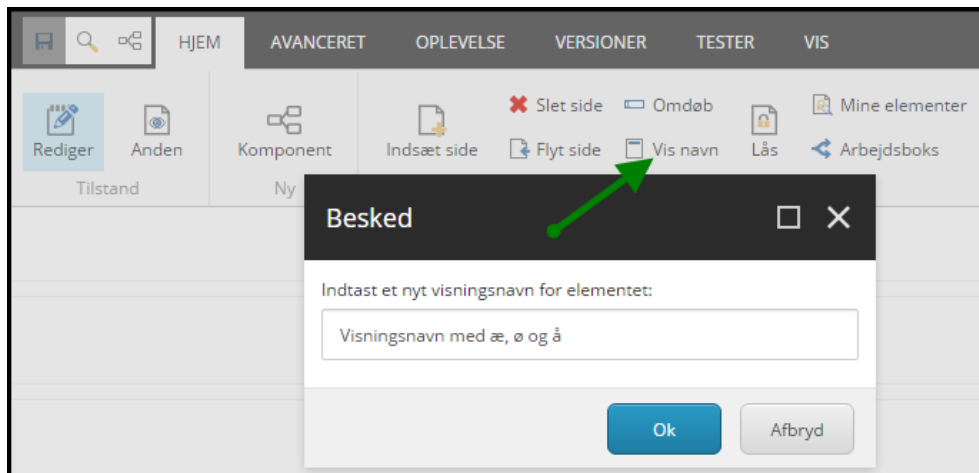 HJEM AVANCERET OPLEVELSE VERSIONER TESTER VIS
Slet side Omdøb Mine elementer
Rediger Anden Komponent Indsæt side Flyt side Vis navn Lås Arbejdsboks
Tilstand Ny
Besked
Indtast et nyt visningsnavn for elementet:
Visningsnavn med æ, ø og å
Ok Afbryd